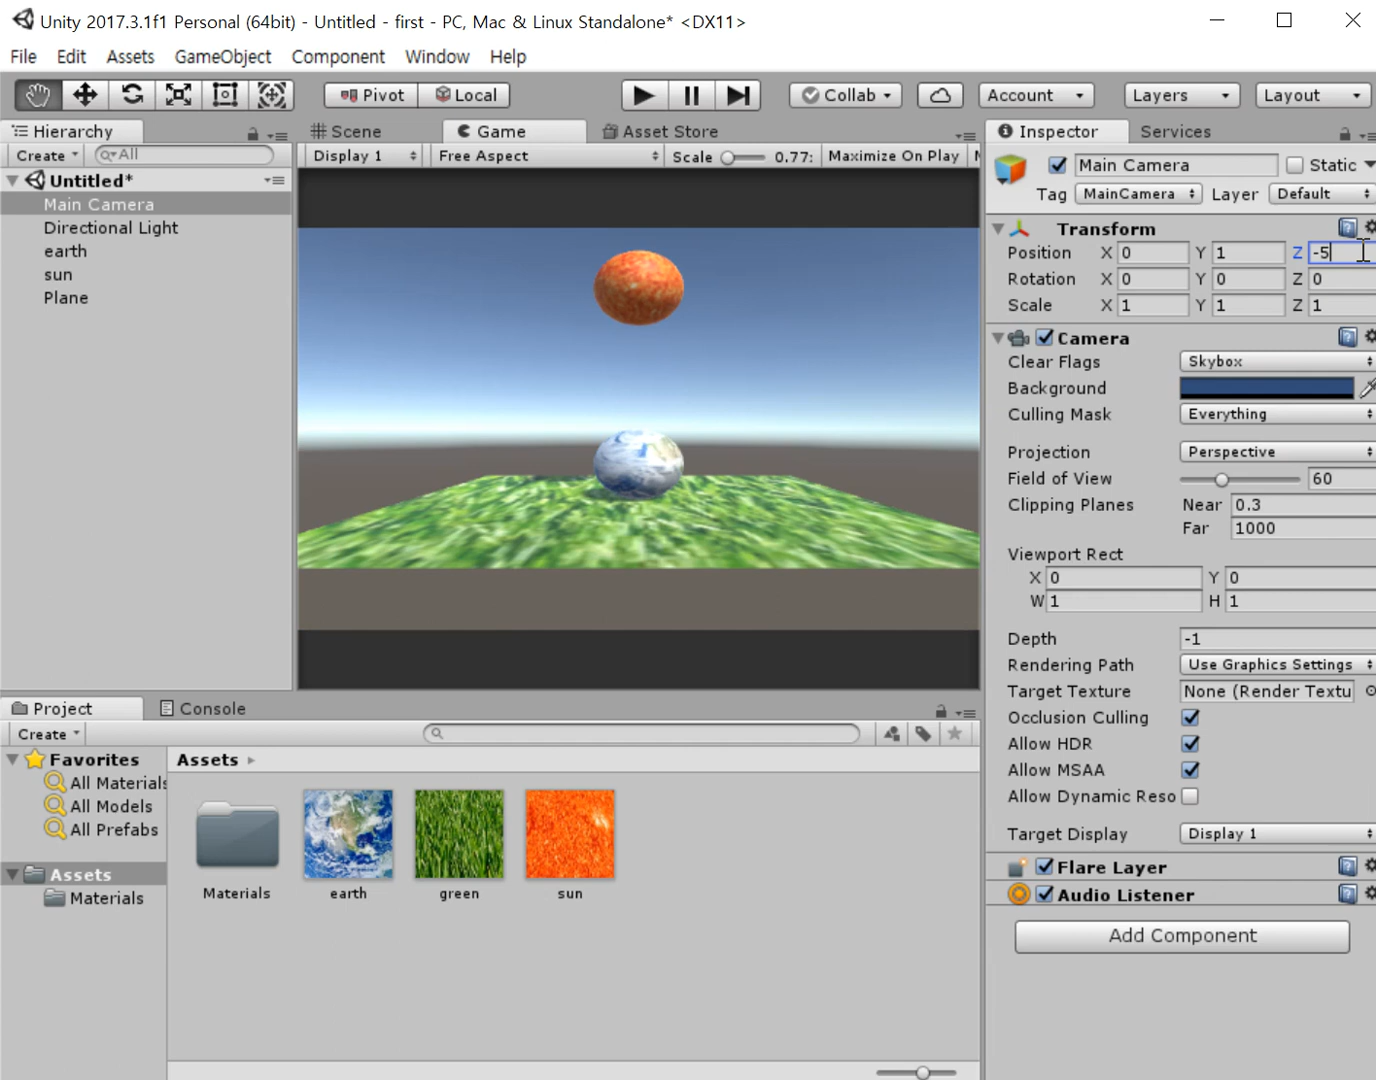 Unity 2017.3.1f1 Personal (64bit) - Untitled - first - PC, Mac & Linux Standalone* <DX11>
File Edit Assets GameObject Component Window Help
Pivot Local Collab Account Layers Layout
Hierarchy
Create All
Untitled*
Main Camera
Directional Light
earth
sun
Plane
Scene Game Asset Store
Display 1 Free Aspect Scale 0.77: Maximize On Play
Inspector Services
Main Camera Static
Tag MainCamera Layer Default
Transform
Position X 0 Y 1 Z -5
Rotation X 0 Y 0 Z 0
Scale X 1 Y 1 Z 1
Camera
Clear Flags Skybox
Background
Culling Mask Everything
Projection Perspective
Field of View 60
Clipping Planes Near 0.3
Far 1000
Viewport Rect
X 0 Y 0
W 1 H 1
Depth -1
Rendering Path Use Graphics Settings
Target Texture None (Render Textu
Occlusion Culling
Allow HDR
Allow MSAA
Allow Dynamic Reso
Target Display Display 1
Flare Layer
Audio Listener
Add Component
Project Console
Create
Favorites
All Materials
All Models
All Prefabs
Assets
Materials
Assets
Materials earth green sun